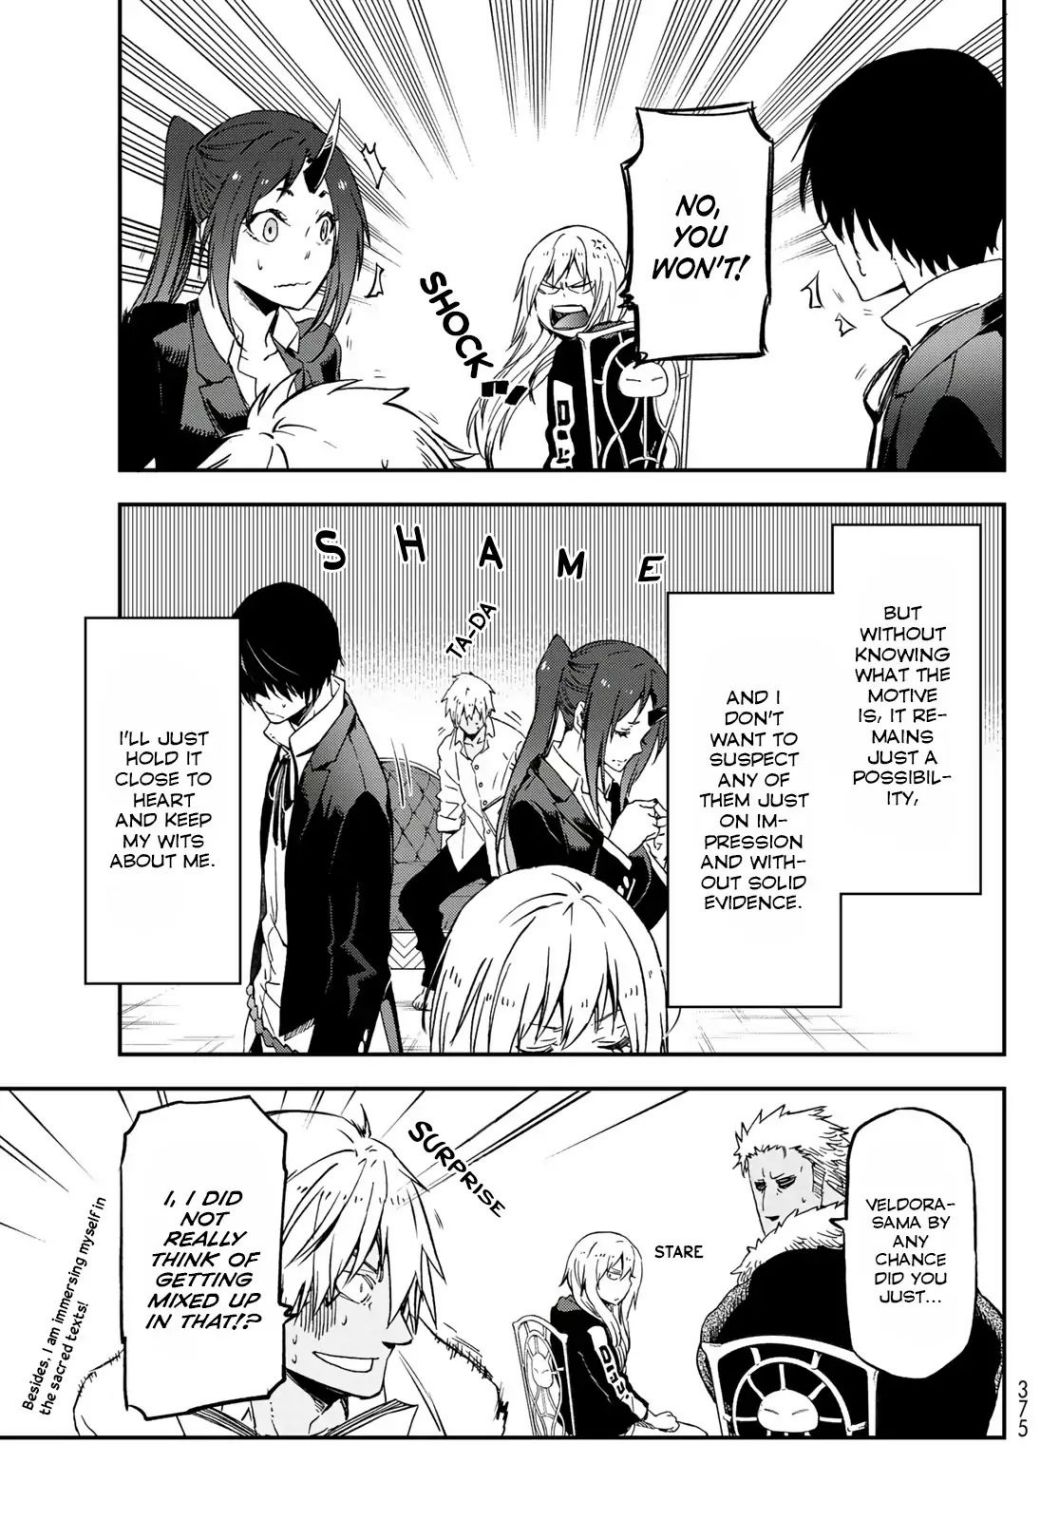 NO,
YOU
WON'T!
SHOCK
SHAME
BUT
WITHOUT
KNOWING
WHAT THE
MOTIVE
IS, IT RE-
MAINS
JUST A
POSSIBIL-
ITY,
AND I
DON'T
WANT TO
SUSPECT
ANY OF
THEM JUST
ON IM-
PRESSION
AND WITH-
OUT SOLID
EVIDENCE.
TA-DA
I'LL JUST
HOLD IT
CLOSE TO
HEART
AND KEEP
MY WITS
ABOUT ME.
VELDORA-
SAMA BY
ANY
CHANCE
DID YOU
JUST...
STARE
SURPRISE
I, I DID
NOT
REALLY
THINK OF
GETTING
MIXED UP
IN THAT!?
Besides, I am immersing myself in
the sacred texts!
375